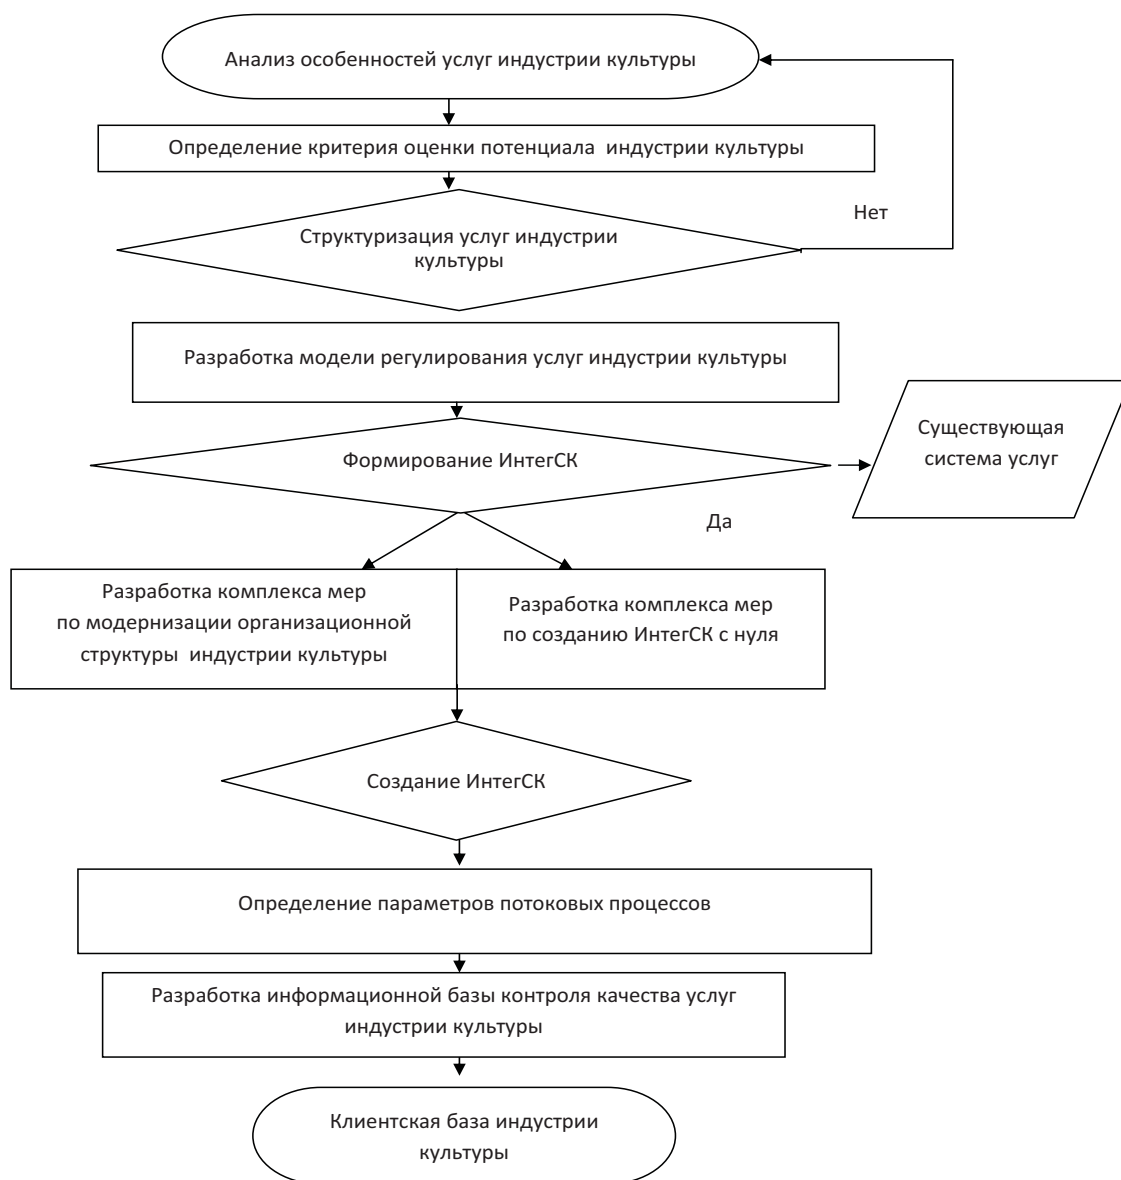 Анализ особенностей услуг индустрии культуры
Определение критерия оценки потенциала индустрии культуры
Нет
Структуризация услуг индустрии
культуры
Разработка модели регулирования услуг индустрии культуры
Существующая
система услуг
Формирование ИнтегСК
Да
Разработка комплекса мер
по модернизации организационной
структуры индустрии культуры
Разработка комплекса мер
по созданию ИнтегСК с нуля
Создание ИнтегСК
Определение параметров потоковых процессов
Разработка информационной базы контроля качества услуг
индустрии культуры
Клиентская база индустрии
культуры